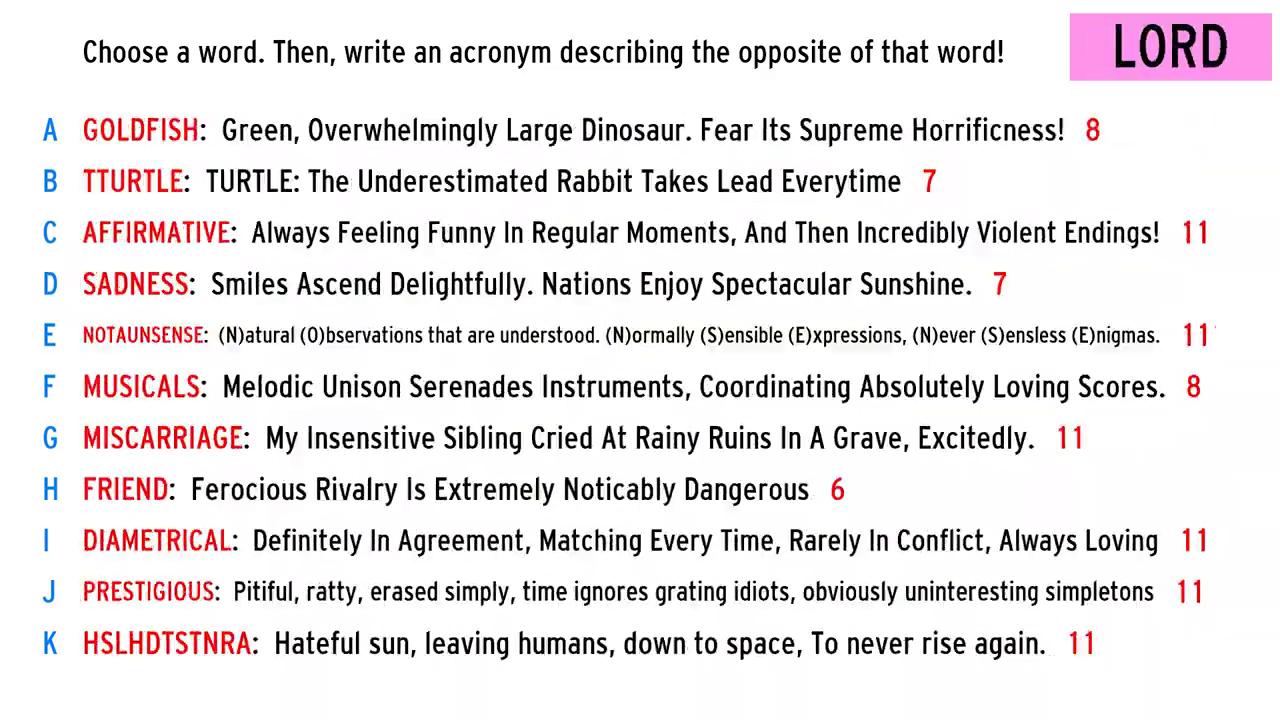 Choose a word. Then, write an acronym describing the opposite of that word!
LORD
A GOLDFISH: Green, Overwhelmingly Large Dinosaur. Fear Its Supreme Horrificness! 8
B TTURTLE: TURTLE: The Underestimated Rabbit Takes Lead Everytime 7
C AFFIRMATIVE: Always Feeling Funny In Regular Moments, And Then Incredibly Violent Endings! 11
D SADNESS: Smiles Ascend Delightfully. Nations Enjoy Spectacular Sunshine. 7
E NOTAUNSENSE: (N)atural (O)bservations that are understood. (N)ormally (S)ensible (E)xpressions, (N)ever (S)ensless (E)nigmas. 11
F MUSICALS: Melodic Unison Serenades Instruments, Coordinating Absolutely Loving Scores. 8
G MISCARRIAGE: My Insensitive Sibling Cried At Rainy Ruins In A Grave, Excitedly. 11
H FRIEND: Ferocious Rivalry Is Extremely Noticably Dangerous 6
I DIAMETRICAL: Definitely In Agreement, Matching Every Time, Rarely In Conflict, Always Loving 11
J PRESTIGIOUS: Pitiful, ratty, erased simply, time ignores grating idiots, obviously uninteresting simpletons 11
K HSLHDTSTNRA: Hateful sun, leaving humans, down to space, To never rise again. 11